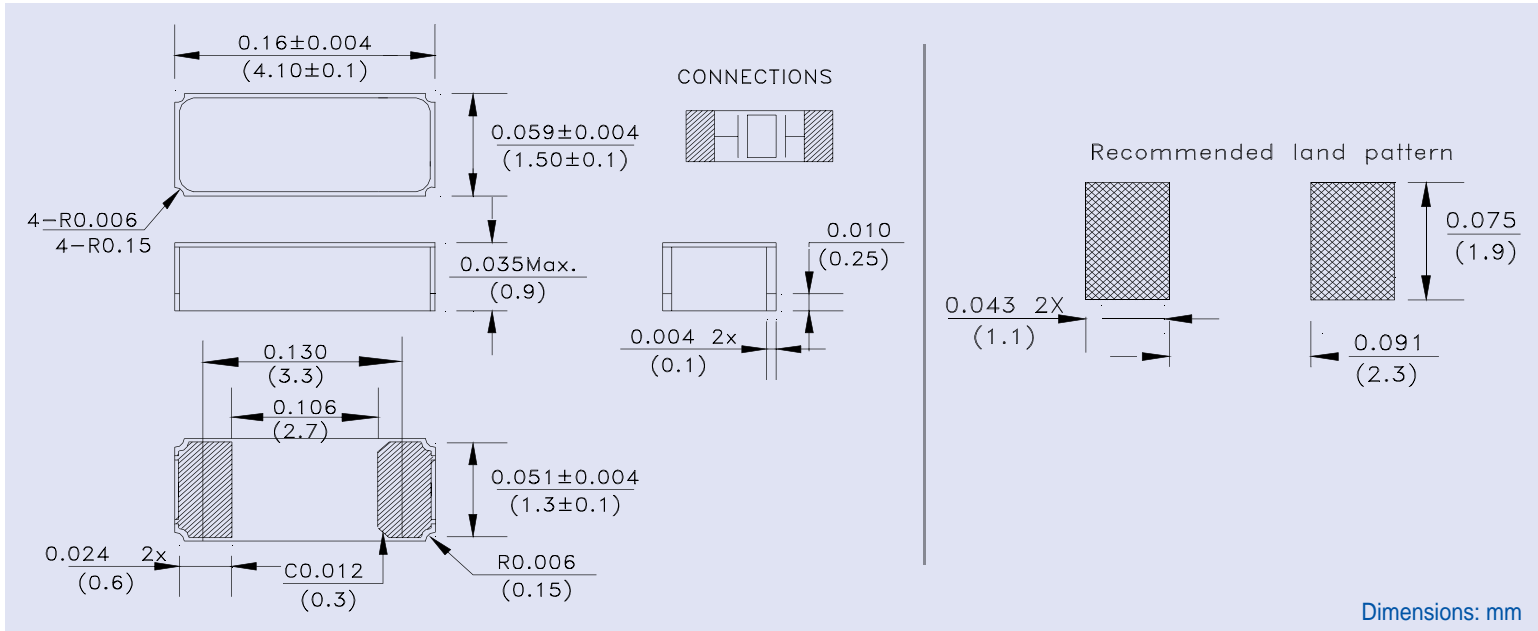 0.16±0.004
(4.10±0.1)
CONNECTIONS
0.059±0.004
(1.50±0.1)
4-R0.006
4-R0.15
0.035Max.
(0.9)
0.010
(0.25)
0.004 2x
(0.1)
0.130
(3.3)
0.106
(2.7)
0.051±0.004
(1.3±0.1)
0.024 2x
(0.6)
C0.012
(0.3)
R0.006
(0.15)
Recommended land pattern
0.075
(1.9)
0.043 2X
(1.1)
0.091
(2.3)
Dimensions: mm